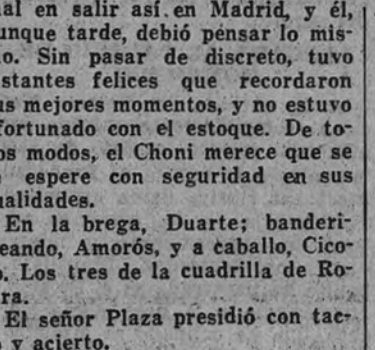 al en salir así en Madrid, y él,
unque tarde, debió pensar lo mis-
o. Sin pasar de discreto, tuvo
stantes felices que recordaron
us mejores momentos, y no estuvo
fortunado con el estoque. De to-
os modos, el Choni merece que se
espere con seguridad en sus
alidades.
En la brega, Duarte; banderi-
eando, Amorós, y a caballo, Cico-
o. Los tres de la cuadrilla de Ro-
ra.
El señor Plaza presidió con tac-
o y acierto.